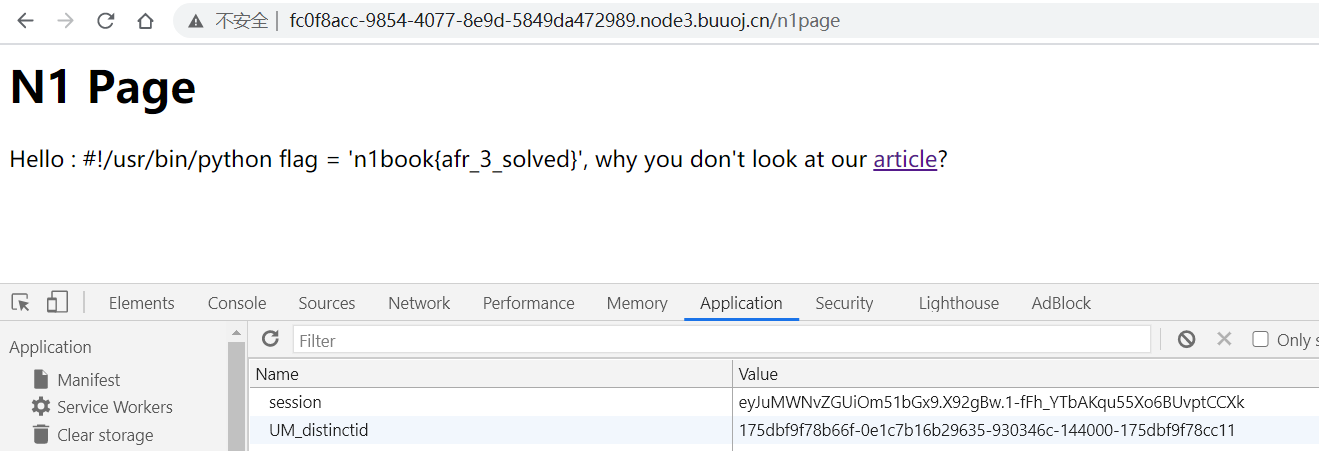 不安全 | fc0f8acc-9854-4077-8e9d-5849da472989.node3.buuoj.cn/n1page
N1 Page
Hello : #!/usr/bin/python flag = 'n1book{afr_3_solved}', why you don't look at our article?
Elements Console Sources Network Performance Memory Application Security Lighthouse AdBlock
Application
Filter
Only s
Name Value
Manifest
session eyJuMWNvZGUiOm51bGx9.X92gBw.1-fFh_YTbAKqu55Xo6BUvptCCXk
Service Workers
UM_distinctid 175dbf9f78b66f-0e1c7b16b29635-930346c-144000-175dbf9f78cc11
Clear storage